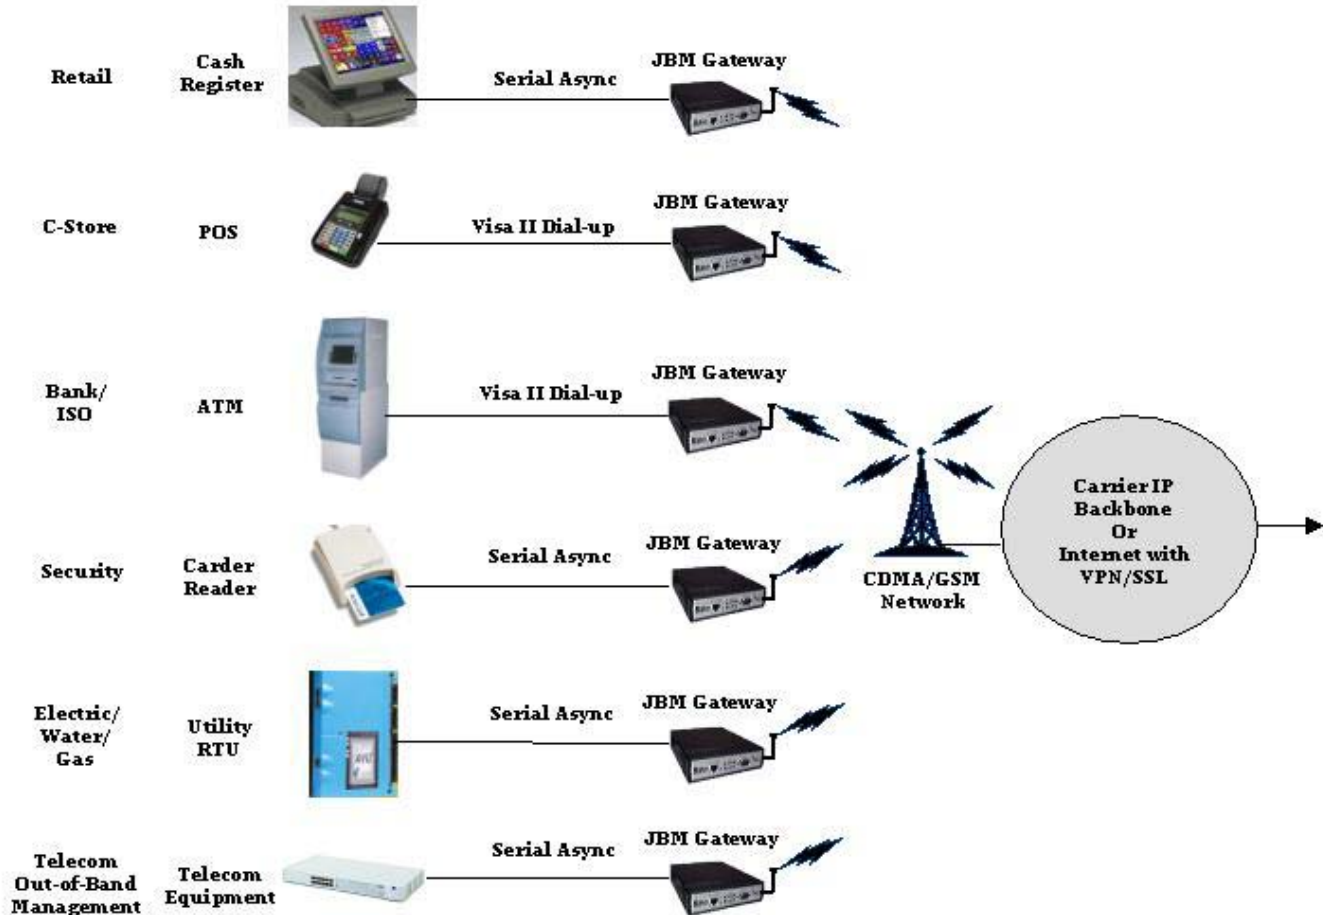 Retail
Cash
Register
Serial Async
JBM Gateway
C-Store
POS
Visa II Dial-up
JBM Gateway
Bank/
ISO
ATM
Visa II Dial-up
JBM Gateway
Security
Carder
Reader
Serial Async
JBM Gateway
CDMA/GSM
Network
Carrier IP
Backbone
Or
Internet with
VPN/SSL
Electric/
Water/
Gas
Utility
RTU
Serial Async
JBM Gateway
Telecom
Out-of-Band
Management
Telecom
Equipment
Serial Async
JBM Gateway